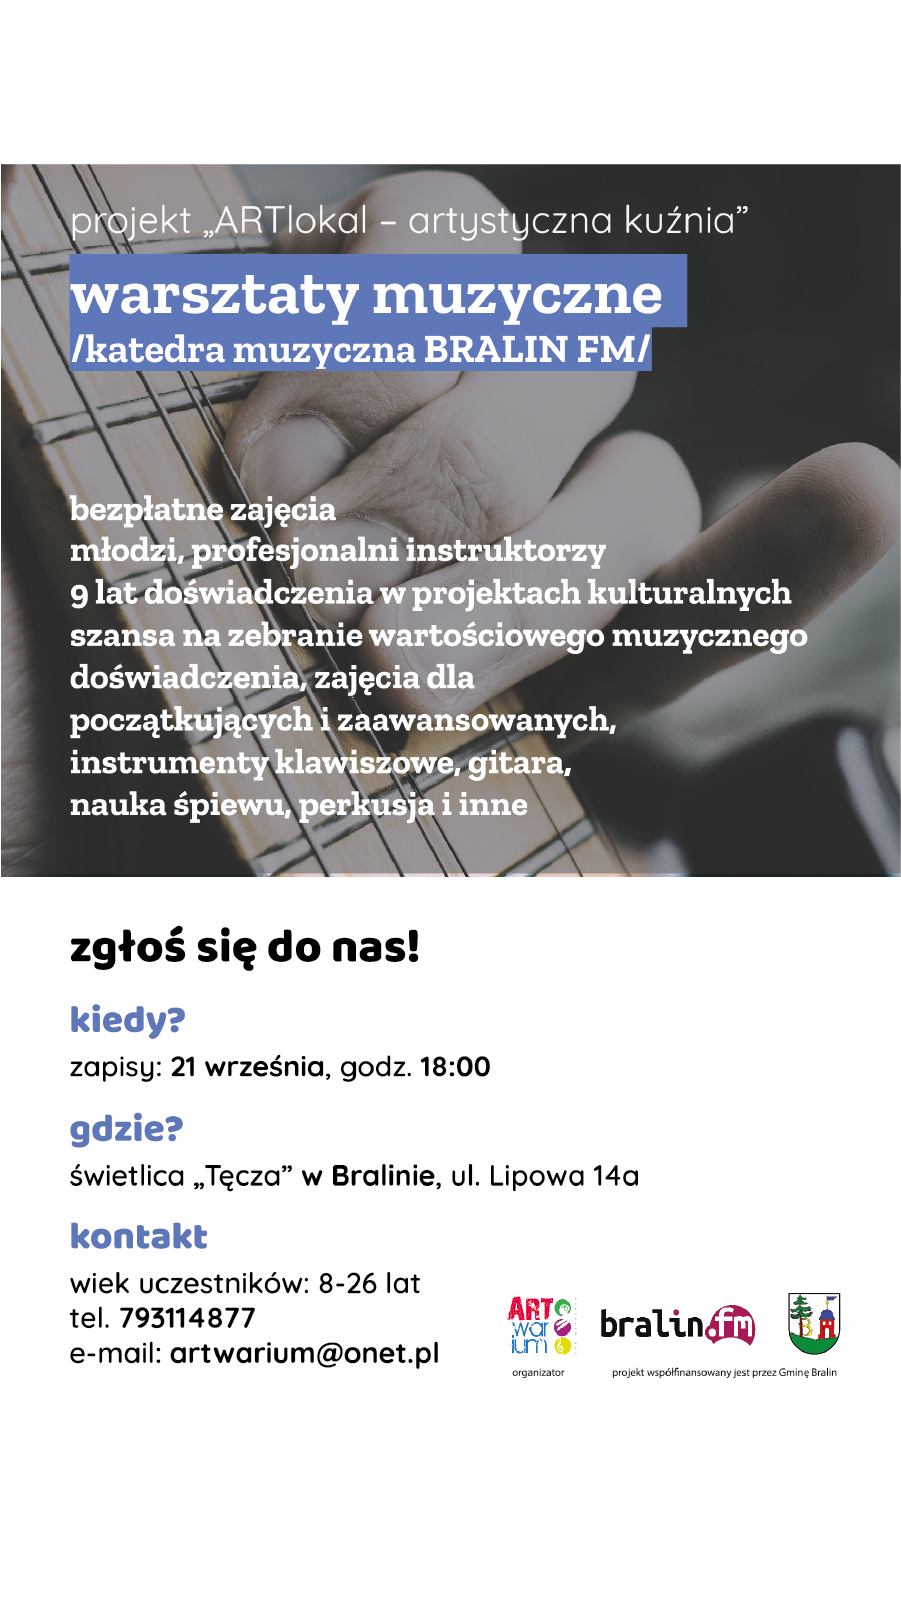 projekt „ARTlokal – artystyczna kuźnia”
warsztaty muzyczne
/katedra muzyczna BRALIN FM/
bezpłatne zajęcia
młodzi, profesjonalni instruktorzy
9 lat doświadczenia w projektach kulturalnych
szansa na zebranie wartościowego muzycznego
doświadczenia, zajęcia dla
początkujących i zaawansowanych,
instrumenty klawiszowe, gitara,
nauka śpiewu, perkusja i inne
zgłoś się do nas!
kiedy?
zapisy: 21 września, godz. 18:00
gdzie?
świetlica „Tęcza” w Bralinie, ul. Lipowa 14a
kontakt
wiek uczestników: 8-26 lat
tel. 793114877
e-mail: artwarium@onet.pl
ART
war
ium
organizator
bralin.fm
B
projekt współfinansowany jest przez Gminę Bralin